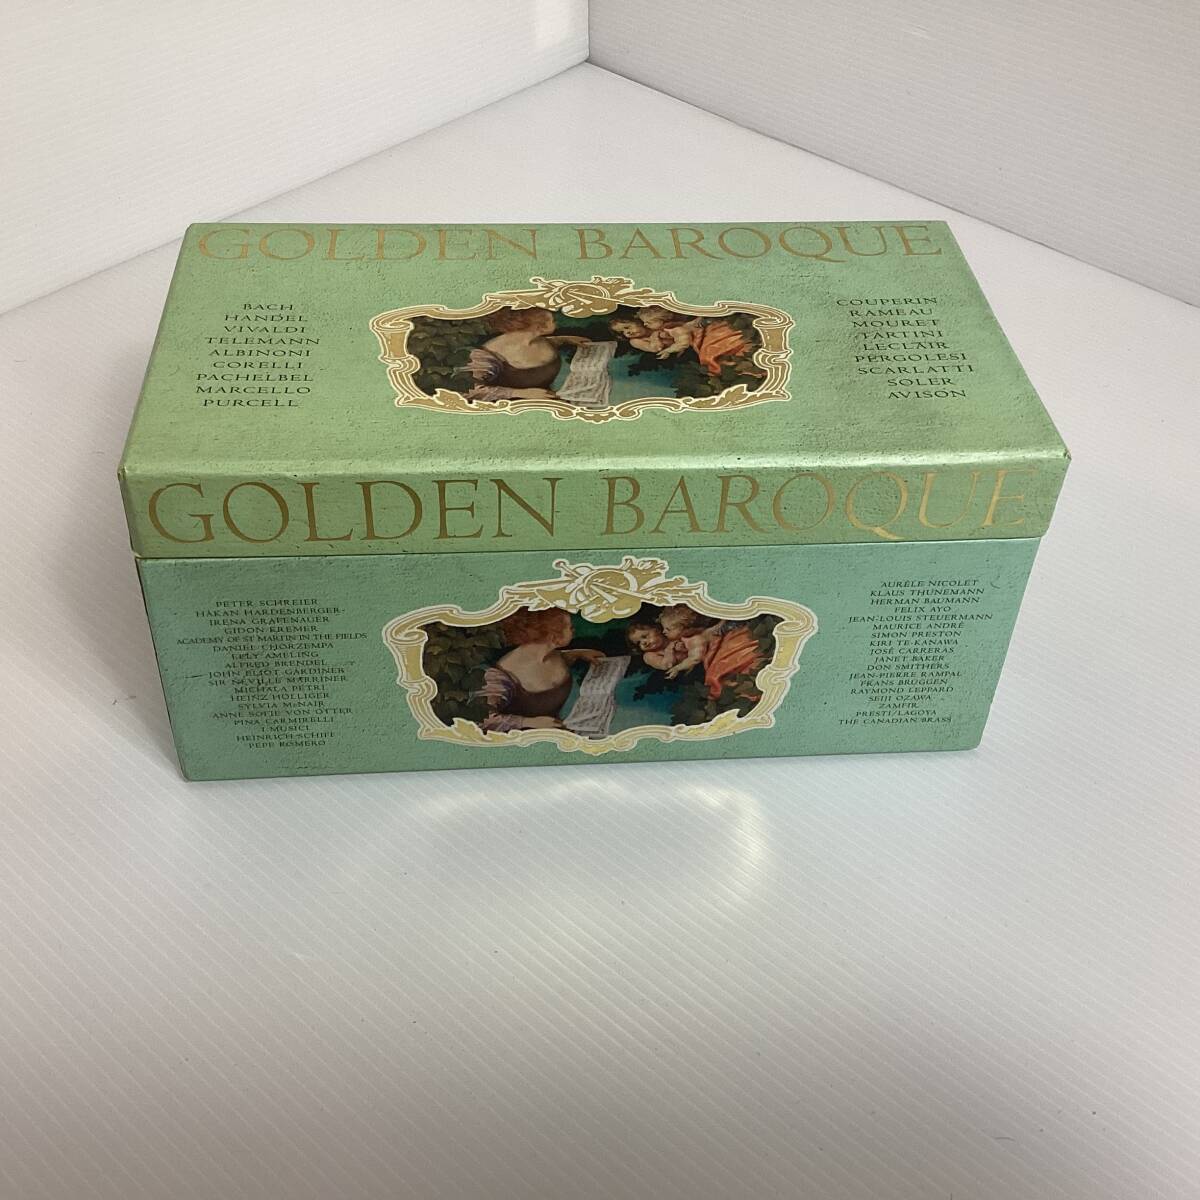 GOLDEN BAROQUE
BACH
HANDEL
VIVALDI
TELEMANN
ALBINONI
CORELLI
PACHELBEL
MARCELLO
PURCELL
COUPERIN
RAMEAU
MOURET
TARTINI
LECLAIR
PERGOLESI
SCARLATTI
SOLER
AVISON
GOLDEN BAROQUE
PETER SCHREIER
HÅKAN HARDENBERGER
IRENA GRAFENAUER
GIDON KREMER
ACADEMY OF ST MARTIN IN THE FIELDS
DANIEL CHORZEMPA
ELLY AMELING
ALFRED BRENDEL
JOHN ELIOT GARDINER
SIR NEVILLE MARRINER
MICHALA PETRI
HEINZ HOLLIGER
SYLVIA McNAIR
ANNE SOFIE VON OTTER
PINA CARMIRELLI
I MUSICI
HEINRICH SCHIFF
PEPE ROMERO
AURÈLE NICOLET
KLAUS THUNEMANN
HERMAN BAUMANN
FELIX AYO
JEAN-LOUIS STEUERMANN
MAURICE ANDRÉ
SIMON PRESTON
KIRI TE-KANAWA
JOSÉ CARRERAS
JANET BAKER
DON SMITHERS
JEAN-PIERRE RAMPAL
FRANS BRÜGGEN
RAYMOND LEPPARD
SEIJI OZAWA
ZAMFIR
PRESTI/LAGOYA
THE CANADIAN BRASS